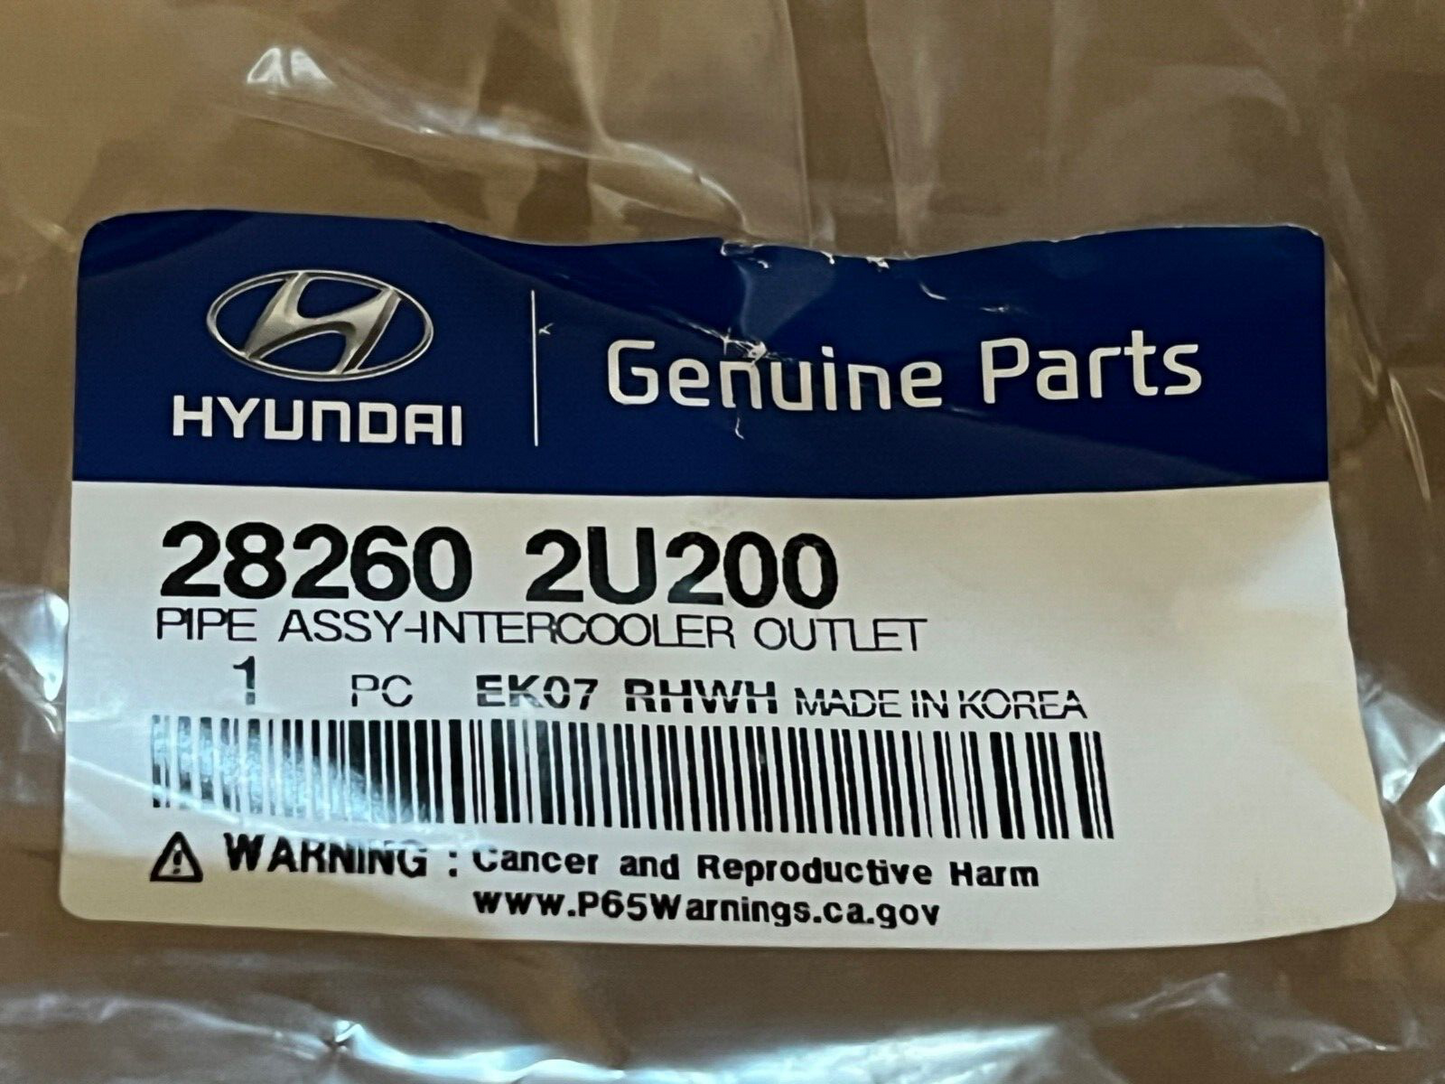 HYUNDAI
Genuine Parts
28260 2U200
PIPE ASSY-INTERCOOLER OUTLET
1 PC EK07 RHWH MADE IN KOREA
WARNING : Cancer and Reproductive Harm
www.P65Warnings.ca.gov